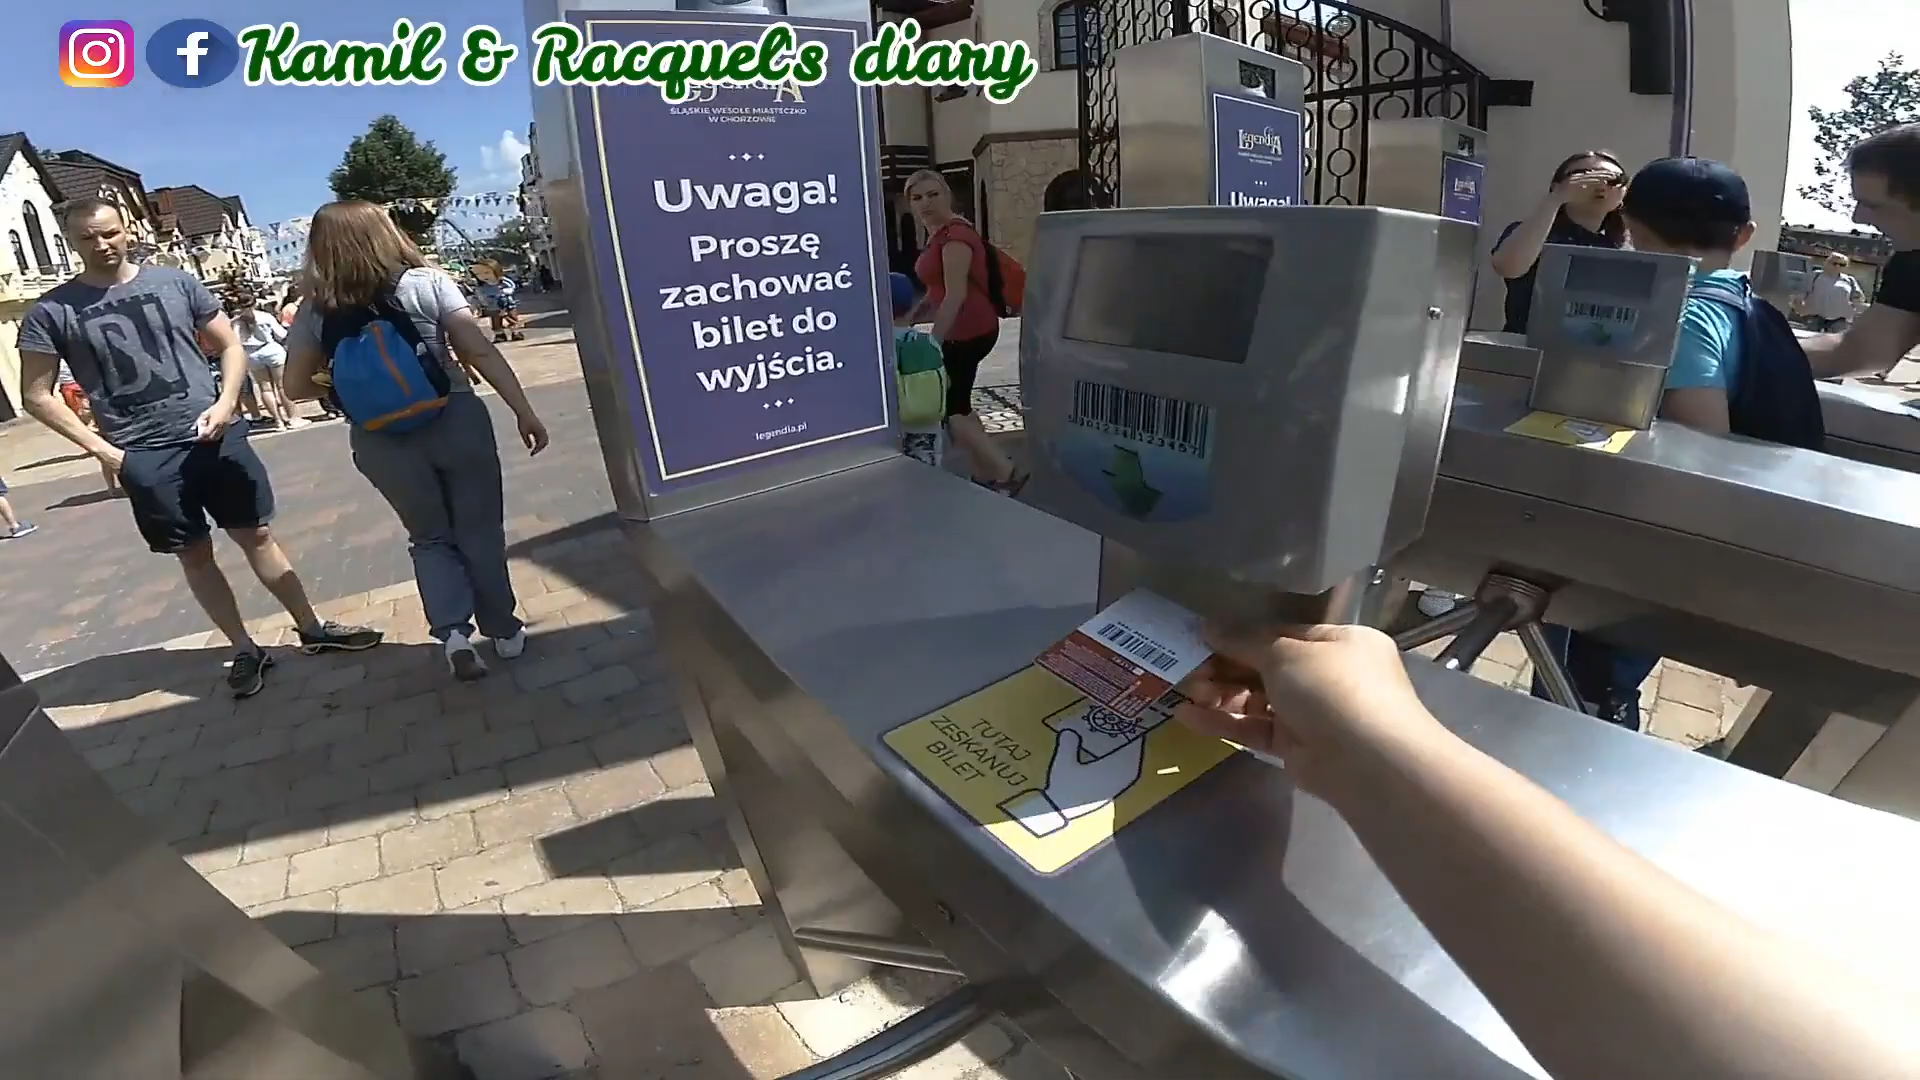 Kamil & Racquel's diary
LegendiA
ŚLĄSKIE WESOŁE MIASTECZKO
W CHORZOWIE
Uwaga!
Proszę
zachować
bilet do
wyjścia.
legendia.pl
LegendiA
Uwaga!
LegendiA
TUTAJ
ZESKANUJ
BILET